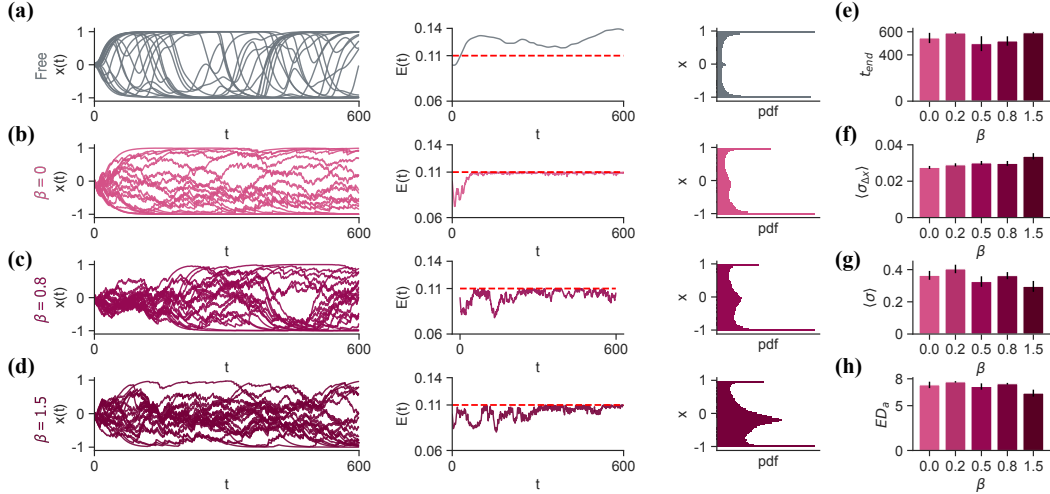 (a)
Free
x(t)
1
0
-1
0
600
t
E(t)
0.14
0.11
0.06
0
600
t
x
1
0
-1
pdf
(e)
t_end
600
400
0
0.0 0.2 0.5 0.8 1.5
β
(b)
β = 0
x(t)
1
0
-1
0
600
t
E(t)
0.14
0.11
0.06
0
600
t
x
1
0
-1
pdf
(f)
⟨σ_Δx⟩
0.04
0.02
0
0.0 0.2 0.5 0.8 1.5
β
(c)
β = 0.8
x(t)
1
0
-1
0
600
t
E(t)
0.14
0.11
0.06
0
600
t
x
1
0
-1
pdf
(g)
⟨σ⟩
0.4
0.2
0
0.0 0.2 0.5 0.8 1.5
β
(d)
β = 1.5
x(t)
1
0
-1
0
600
t
E(t)
0.14
0.11
0.06
0
600
t
x
1
0
-1
pdf
(h)
ED_a
8
5
0
0.0 0.2 0.5 0.8 1.5
β